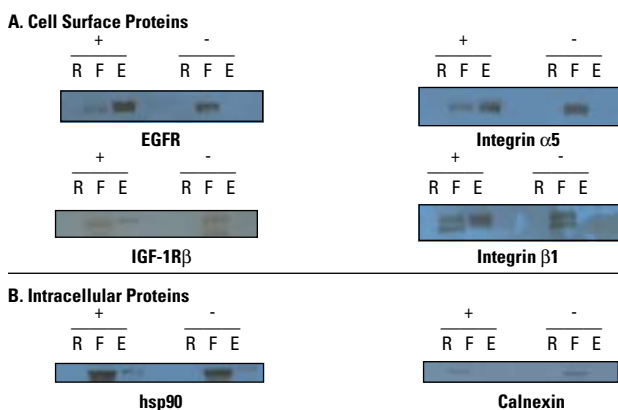 A. Cell Surface Proteins
+ -
R F E R F E
EGFR
+ -
R F E R F E
Integrin α5
+ -
R F E R F E
IGF-1Rβ
+ -
R F E R F E
Integrin β1
B. Intracellular Proteins
+ -
R F E R F E
hsp90
+ -
R F E R F E
Calnexin